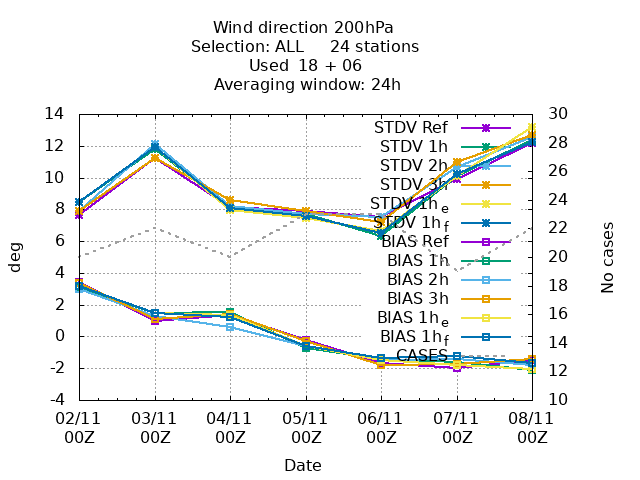 Wind direction 200hPa
Selection: ALL 24 stations
Used 18 + 06
Averaging window: 24h
14
12
10
8
6
4
2
0
-2
-4
deg
30
28
26
24
22
20
18
16
14
12
10
No cases
STDV Ref
STDV 1h
STDV 2h
STDV 3h
STDV 1h e
STDV 1h f
BIAS Ref
BIAS 1h
BIAS 2h
BIAS 3h
BIAS 1h e
BIAS 1h f
CASES
02/11 03/11 04/11 05/11 06/11 07/11 08/11
00Z 00Z 00Z 00Z 00Z 00Z 00Z
Date